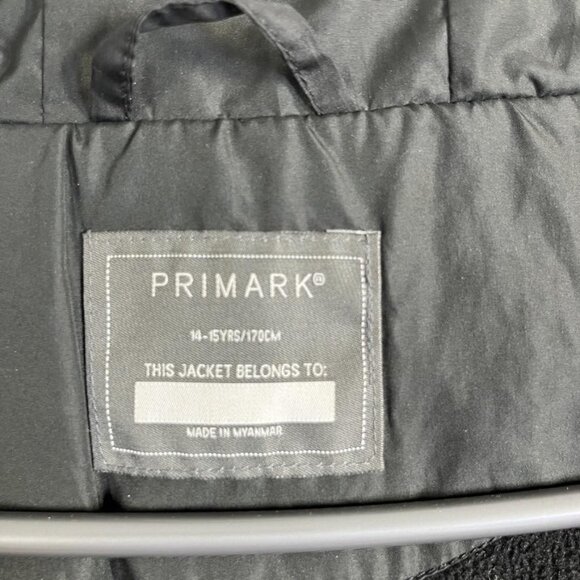 PRIMARK®
14-15YRS/170CM
THIS JACKET BELONGS TO:
MADE IN MYANMAR